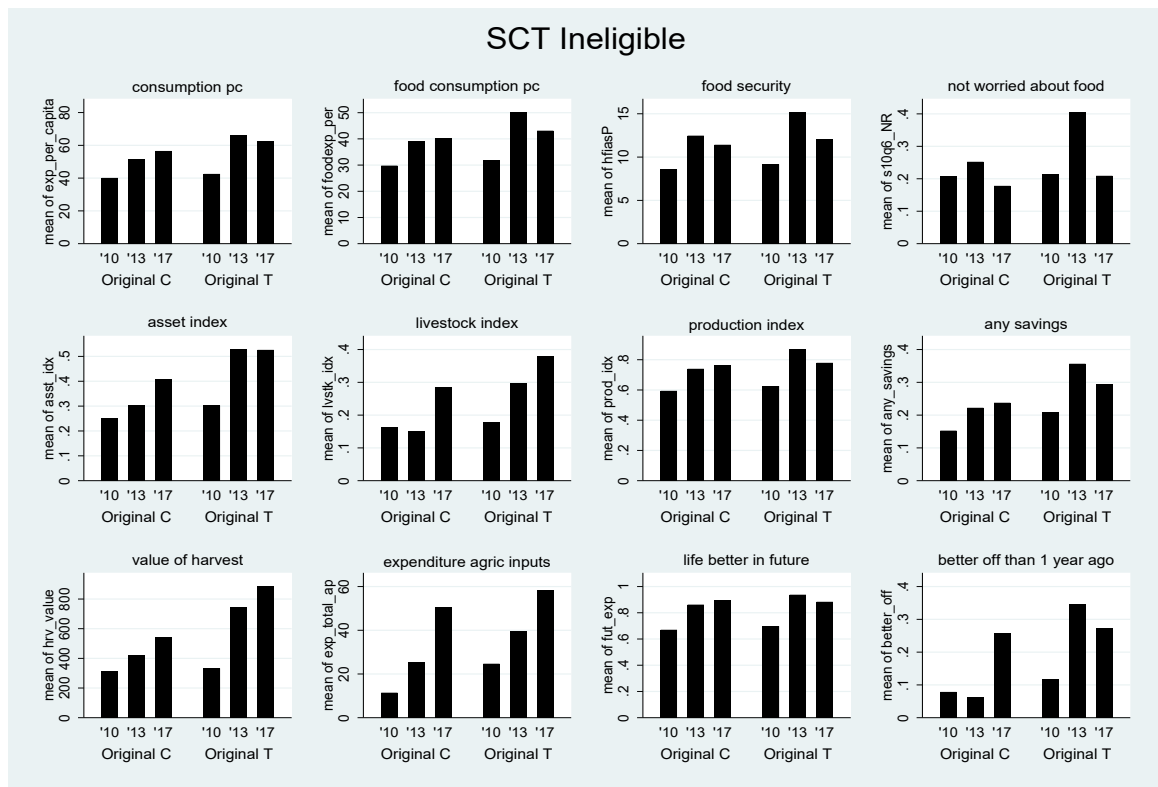 SCT Ineligible
consumption pc
mean of exp_per_capita
0 20 40 60 80
'10 '13 '17 '10 '13 '17
Original C Original T
food consumption pc
mean of foodexp_per
0 10 20 30 40 50
'10 '13 '17 '10 '13 '17
Original C Original T
food security
mean of hfiasP
0 5 10 15
'10 '13 '17 '10 '13 '17
Original C Original T
not worried about food
mean of s10q6_NR
0 .1 .2 .3 .4
'10 '13 '17 '10 '13 '17
Original C Original T
asset index
mean of asst_idx
0 .1 .2 .3 .4 .5
'10 '13 '17 '10 '13 '17
Original C Original T
livestock index
mean of lvstk_idx
0 .1 .2 .3 .4
'10 '13 '17 '10 '13 '17
Original C Original T
production index
mean of prod_idx
0 .2 .4 .6 .8
'10 '13 '17 '10 '13 '17
Original C Original T
any savings
mean of any_savings
0 .1 .2 .3 .4
'10 '13 '17 '10 '13 '17
Original C Original T
value of harvest
mean of hrv_value
0 200 400 600 800
'10 '13 '17 '10 '13 '17
Original C Original T
expenditure agric inputs
mean of exp_total_ap
0 20 40 60
'10 '13 '17 '10 '13 '17
Original C Original T
life better in future
mean of fut_exp
0 .2 .4 .6 .8 1
'10 '13 '17 '10 '13 '17
Original C Original T
better off than 1 year ago
mean of better_off
0 .1 .2 .3 .4
'10 '13 '17 '10 '13 '17
Original C Original T